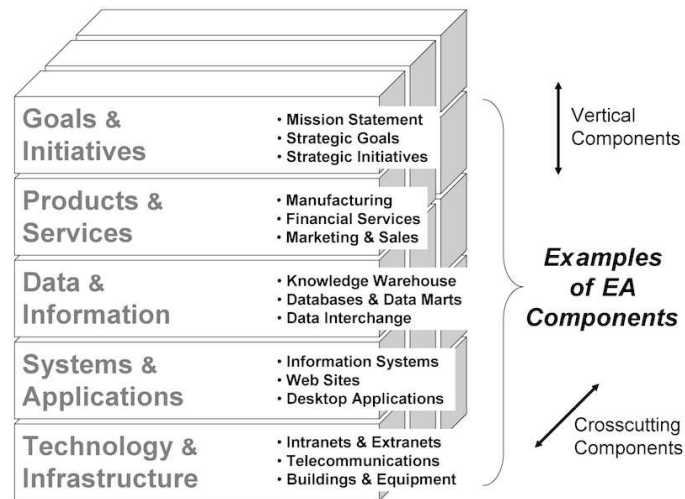 Goals &
Initiatives
• Mission Statement
• Strategic Goals
• Strategic Initiatives
Products &
Services
• Manufacturing
• Financial Services
• Marketing & Sales
Data &
Information
• Knowledge Warehouse
• Databases & Data Marts
• Data Interchange
Systems &
Applications
• Information Systems
• Web Sites
• Desktop Applications
Technology &
Infrastructure
• Intranets & Extranets
• Telecommunications
• Buildings & Equipment
Vertical
Components
Examples
of EA
Components
Crosscutting
Components